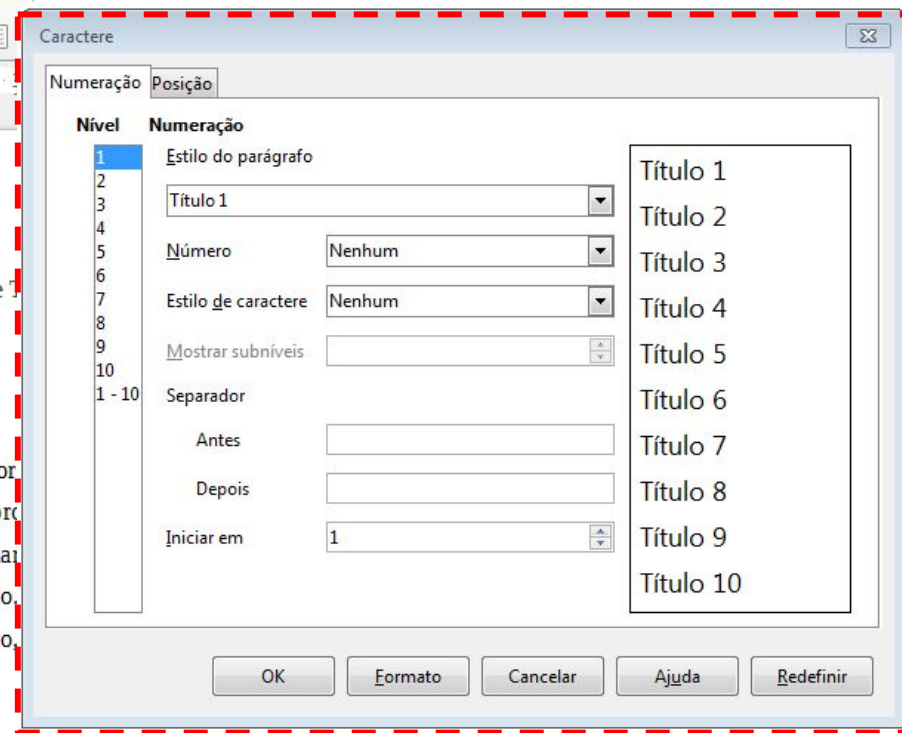 Caractere
Numeração Posição
Nível Numeração
1
2
3
4
5
6
7
8
9
10
1 - 10
Estilo do parágrafo
Título 1
Número Nenhum
Estilo de caractere Nenhum
Mostrar subníveis
Separador
Antes
Depois
Iniciar em 1
Título 1
Título 2
Título 3
Título 4
Título 5
Título 6
Título 7
Título 8
Título 9
Título 10
OK Formato Cancelar Ajuda Redefinir